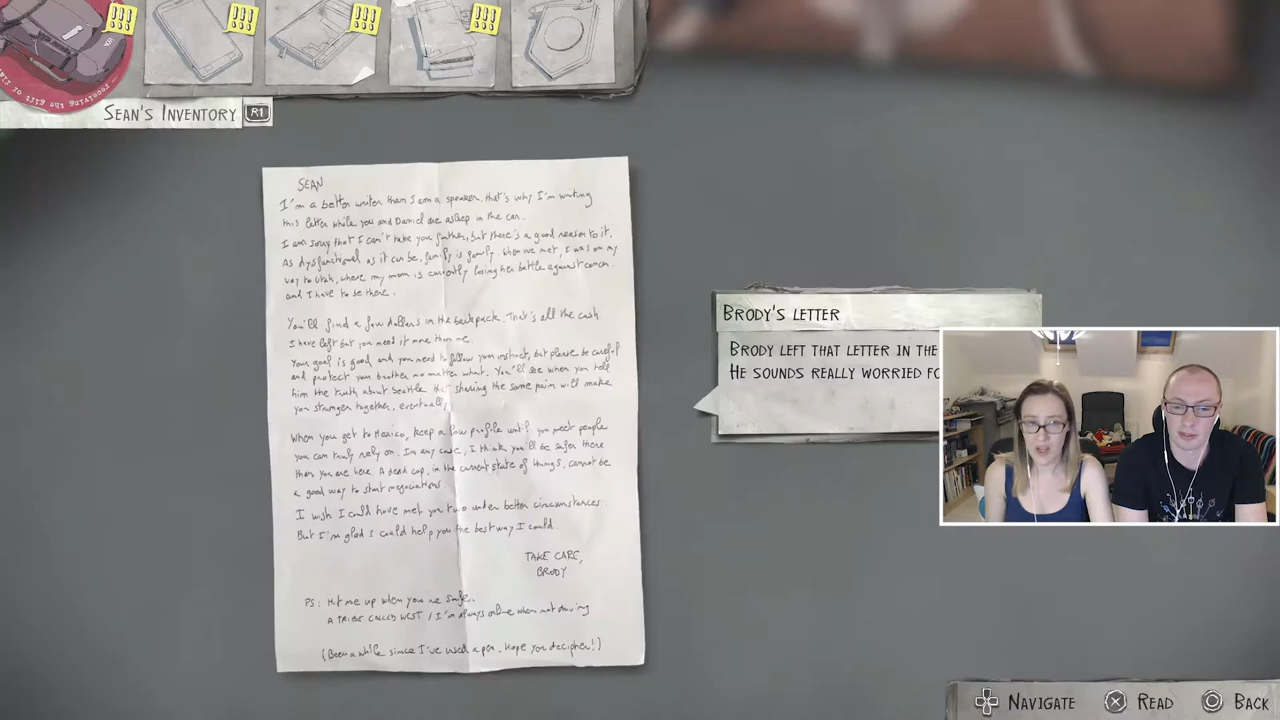 receiving the gift of
SEAN'S INVENTORY R1
SEAN
I'm a better writer than I am a speaker, that's why I'm writing
this letter while you and Daniel are asleep in the car.
I am sorry that I can't take you further, but there's a good reason to it.
As dysfunctional as it can be, family is family. When we met, I was on my
way to Utah, where my mom is currently losing her battle against cancer.
and I have to be there.
You'll find a few dollars in the backpack. That's all the cash
I have left but you need it more than me.
Your goal is good and you need to follow your instinct, but please be careful
and protect your brother no matter what. You'll see when you tell
him the truth about Seattle that sharing the same pain will make
you stronger together, eventually.
When you get to Mexico, keep a low profile until you meet people
you can truly rely on. In any case, I think you'll be safer there
than you are here. A dead cop, in the current state of things, cannot be
a good way to start negociations.
I wish I could have met you two under better circumstances.
But I'm glad I could help you the best way I could.
TAKE CARE,
BRODY
PS: Hit me up when you're safe.
A TRIBE CALLED WEST / I'm always online when not driving
(Been a while since I've used a pen. Hope you decipher!)
BRODY'S LETTER
BRODY LEFT THAT LETTER IN THE
HE SOUNDS REALLY WORRIED
NAVIGATE READ BACK